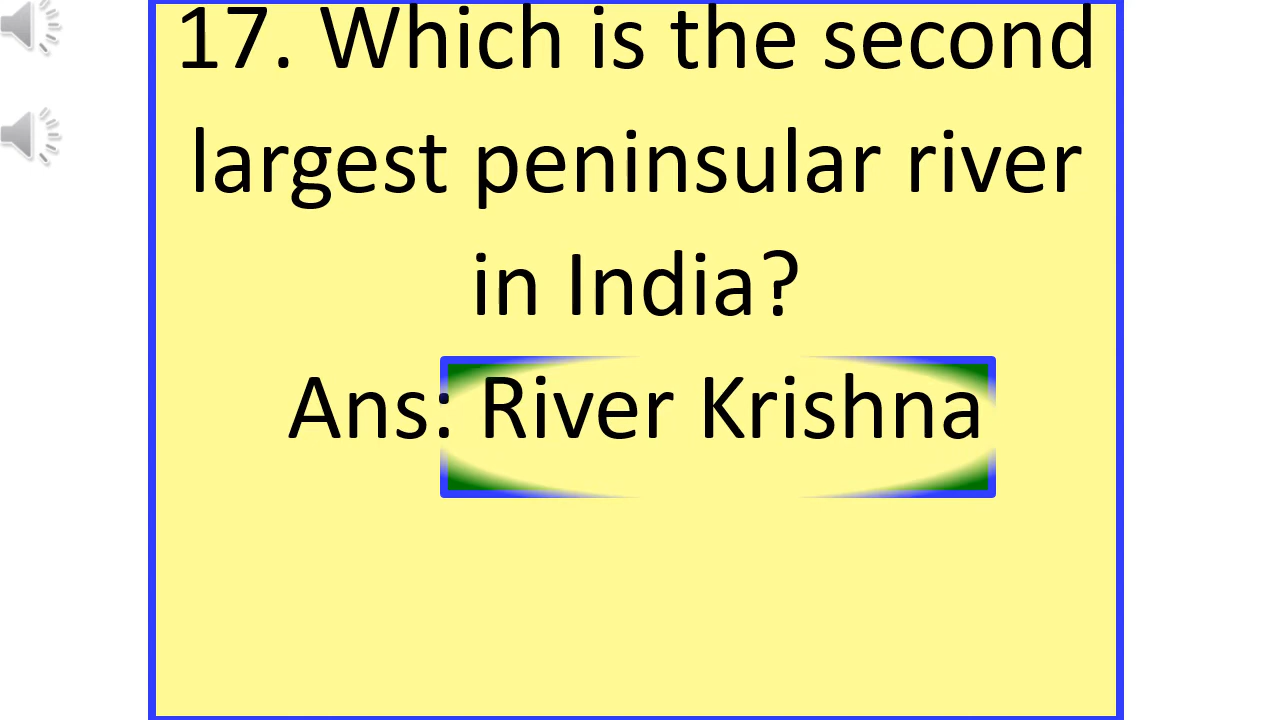 17. Which is the second
largest peninsular river
in India?
Ans: River Krishna